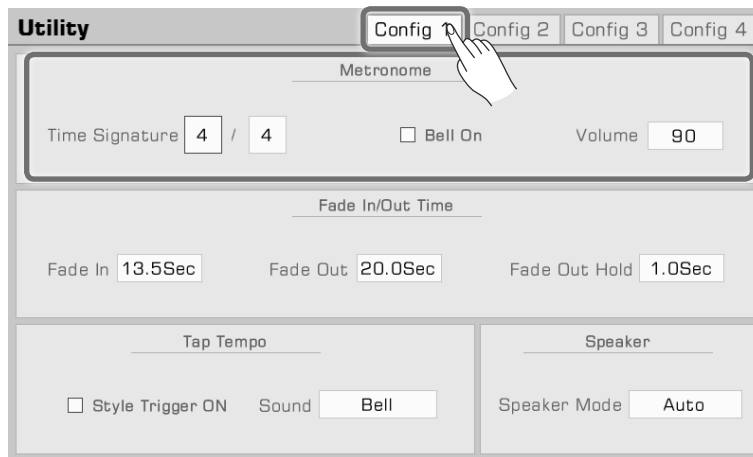 Utility
Config 1 Config 2 Config 3 Config 4
Metronome
Time Signature 4 / 4 Bell On Volume 90
Fade In/Out Time
Fade In 13.5Sec Fade Out 20.0Sec Fade Out Hold 1.0Sec
Tap Tempo Speaker
Style Trigger ON Sound Bell Speaker Mode Auto